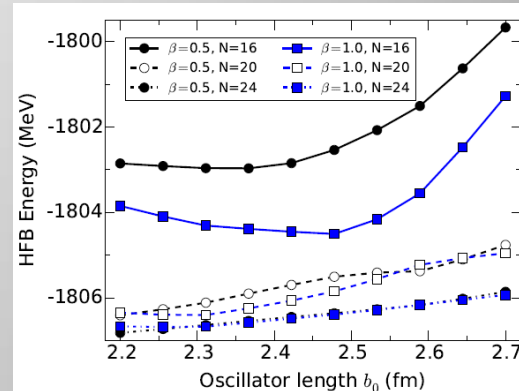 -1800
β=0.5, N=16 β=1.0, N=16
β=0.5, N=20 β=1.0, N=20
β=0.5, N=24 β=1.0, N=24
-1802
-1804
-1806
HFB Energy (MeV)
2.2 2.3 2.4 2.5 2.6 2.7
Oscillator length b₀ (fm)